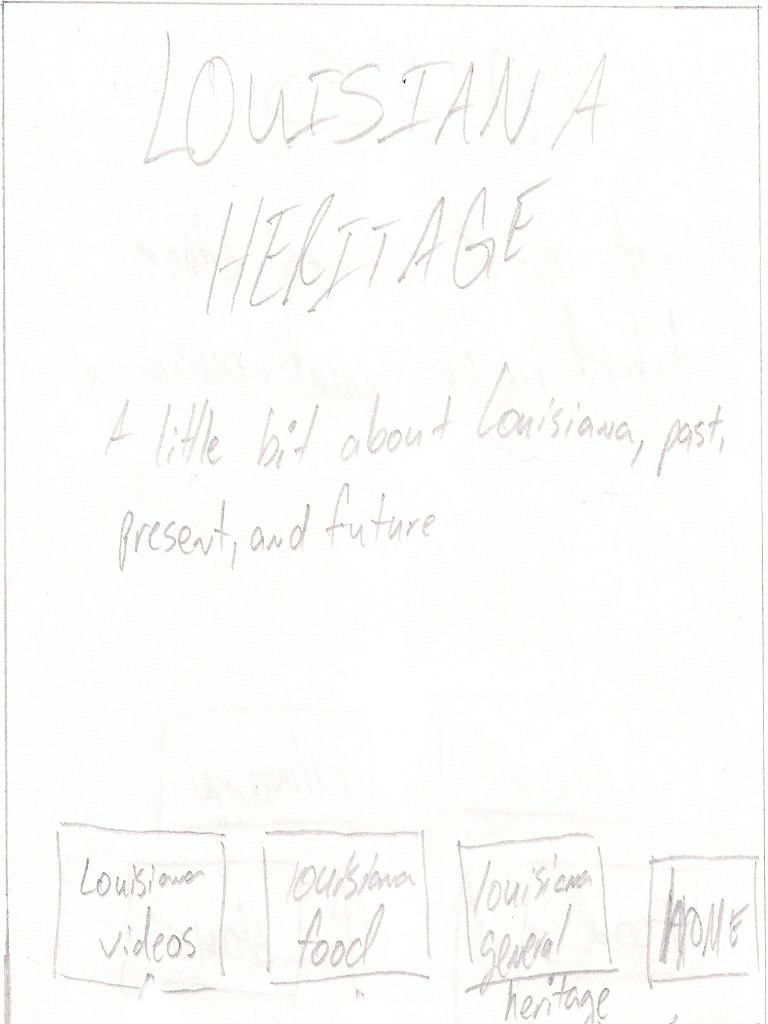 LOUISIANA
HERITAGE
A little bit about Louisiana, past,
present, and future
Louisiana
videos
louisiana
food
louisiana
general
heritage
HOME